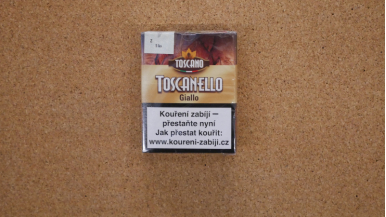 TOSCANO
TOSCANELLO
Giallo
Kouření zabíjí –
přestaňte nyní
Jak přestat kouřit:
www.koureni-zabiji.cz